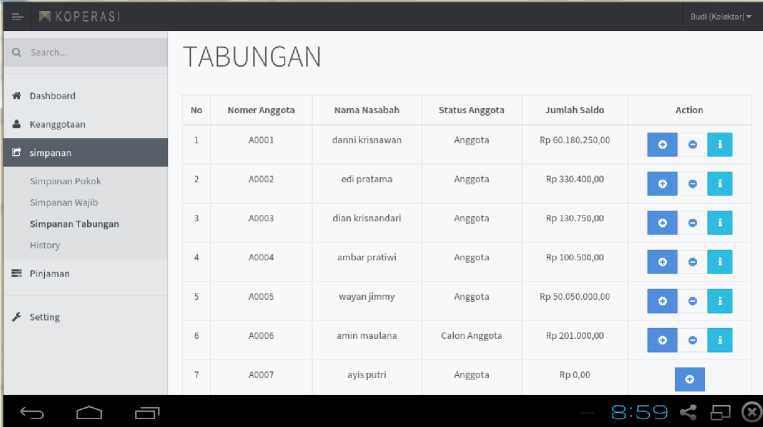 KOPERASI
Budi (Kolektor)
Search...
TABUNGAN
Dashboard
Keanggotaan
simpanan
Simpanan Pokok
Simpanan Wajib
Simpanan Tabungan
History
Pinjaman
Setting
No Nomer Anggota Nama Nasabah Status Anggota Jumlah Saldo Action
1 A0001 danni krisnawan Anggota Rp 60.180.250,00
2 A0002 edi pratama Anggota Rp 330.400,00
3 A0003 dian krisnandari Anggota Rp 130.750,00
4 A0004 ambar pratiwi Anggota Rp 100.500,00
5 A0005 wayan jimmy Anggota Rp 50.050.000,00
6 A0006 amin maulana Calon Anggota Rp 201.000,00
7 A0007 ayis putri Anggota Rp 0,00
8:59